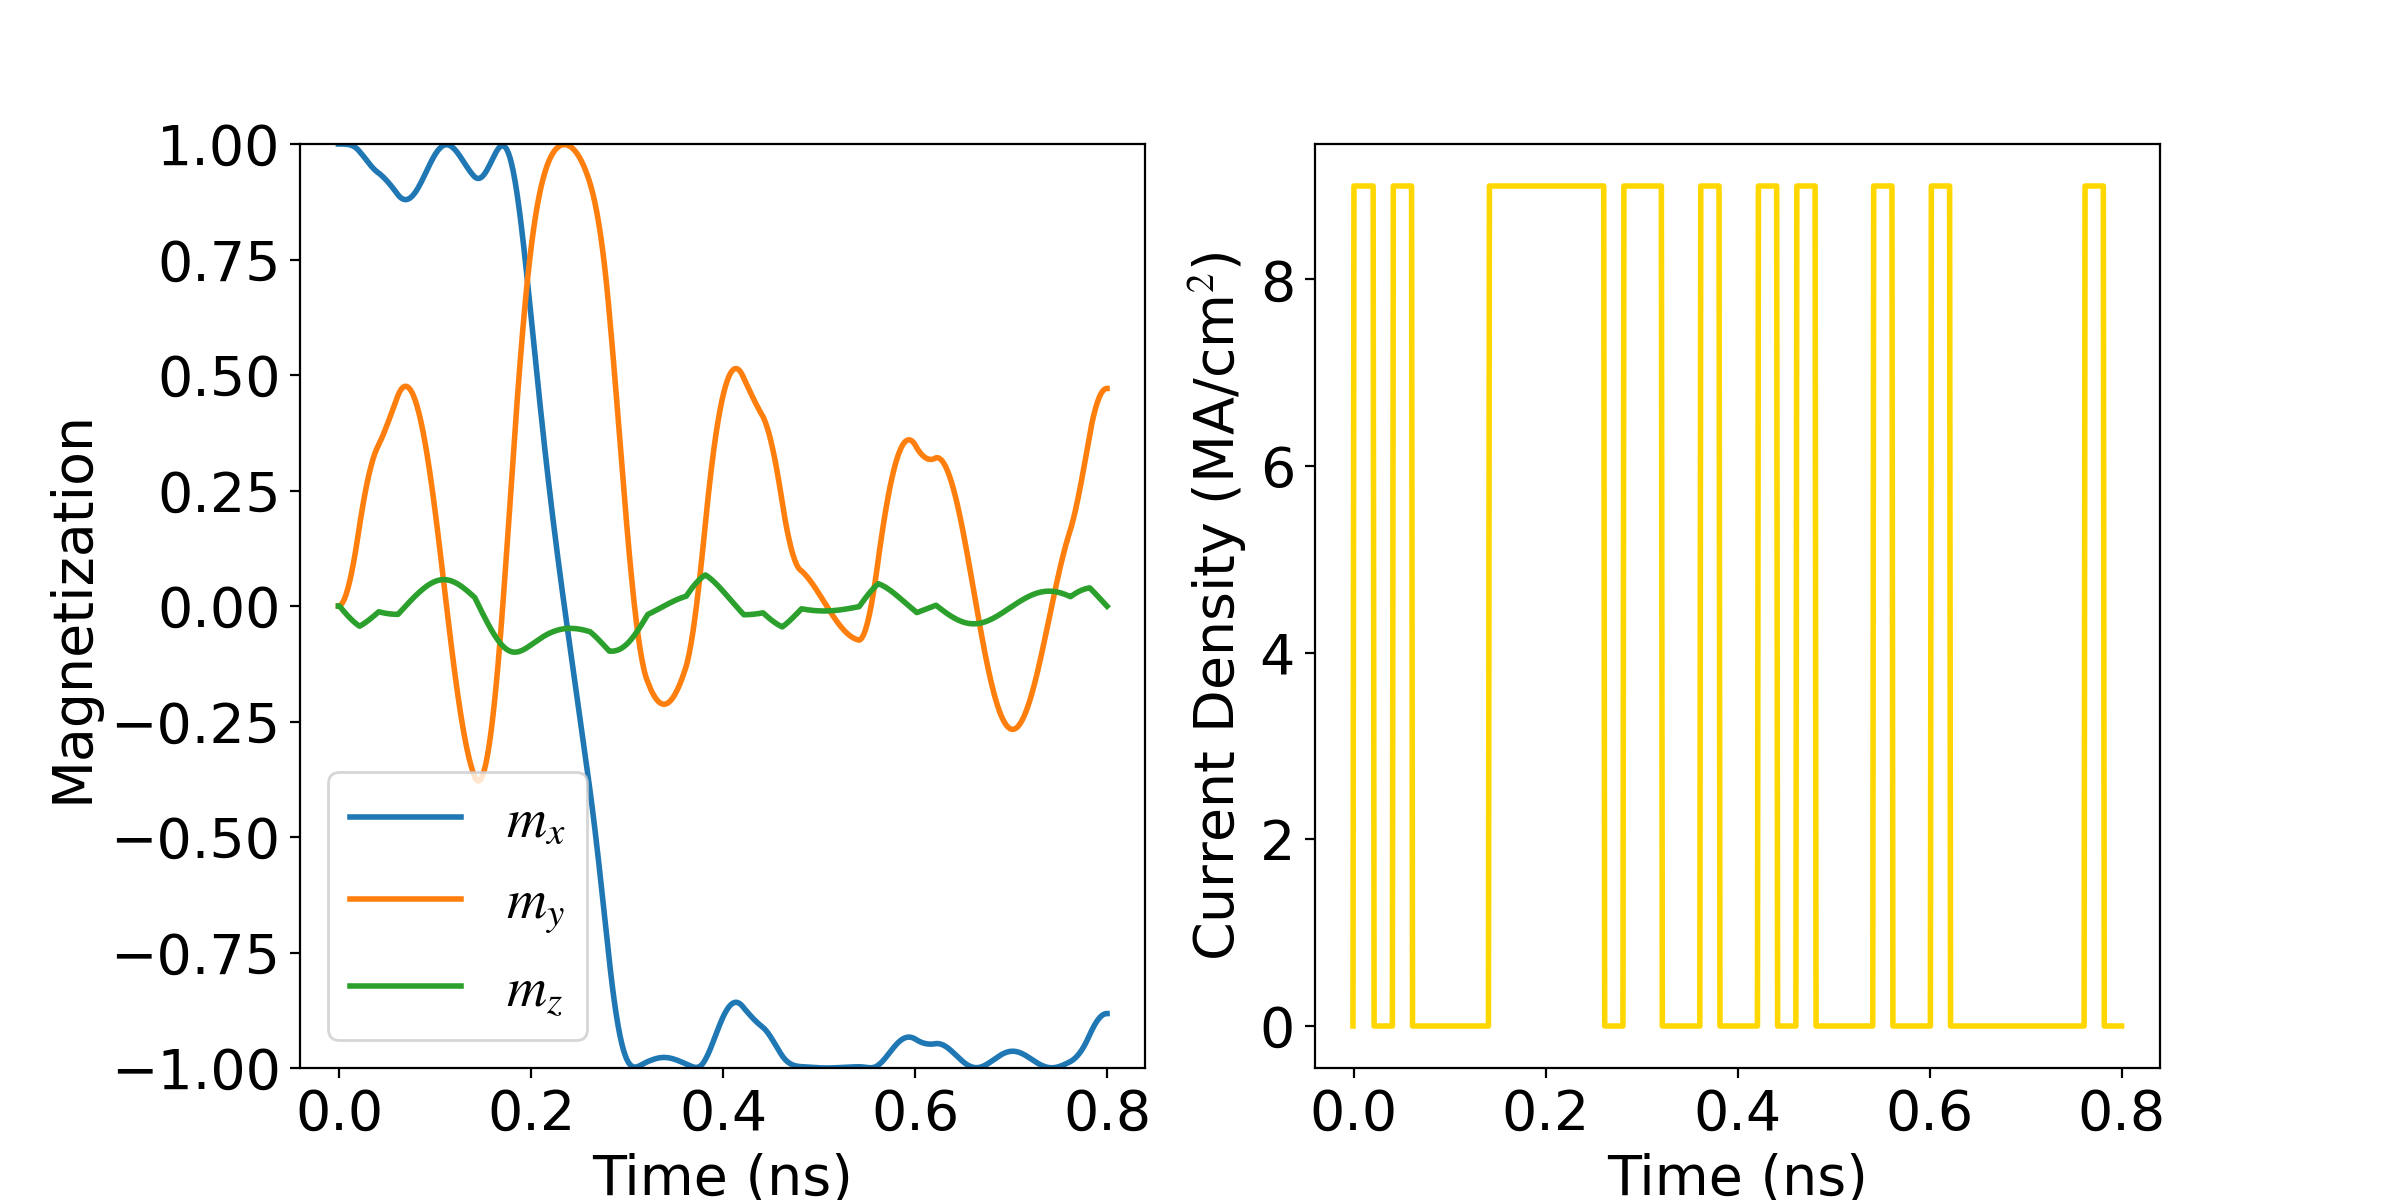 Magnetization
1.00
0.75
0.50
0.25
0.00
−0.25
−0.50
−0.75
−1.00
m_x
m_y
m_z
0.0 0.2 0.4 0.6 0.8
Time (ns)
Current Density (MA/cm²)
8
6
4
2
0
0.0 0.2 0.4 0.6 0.8
Time (ns)